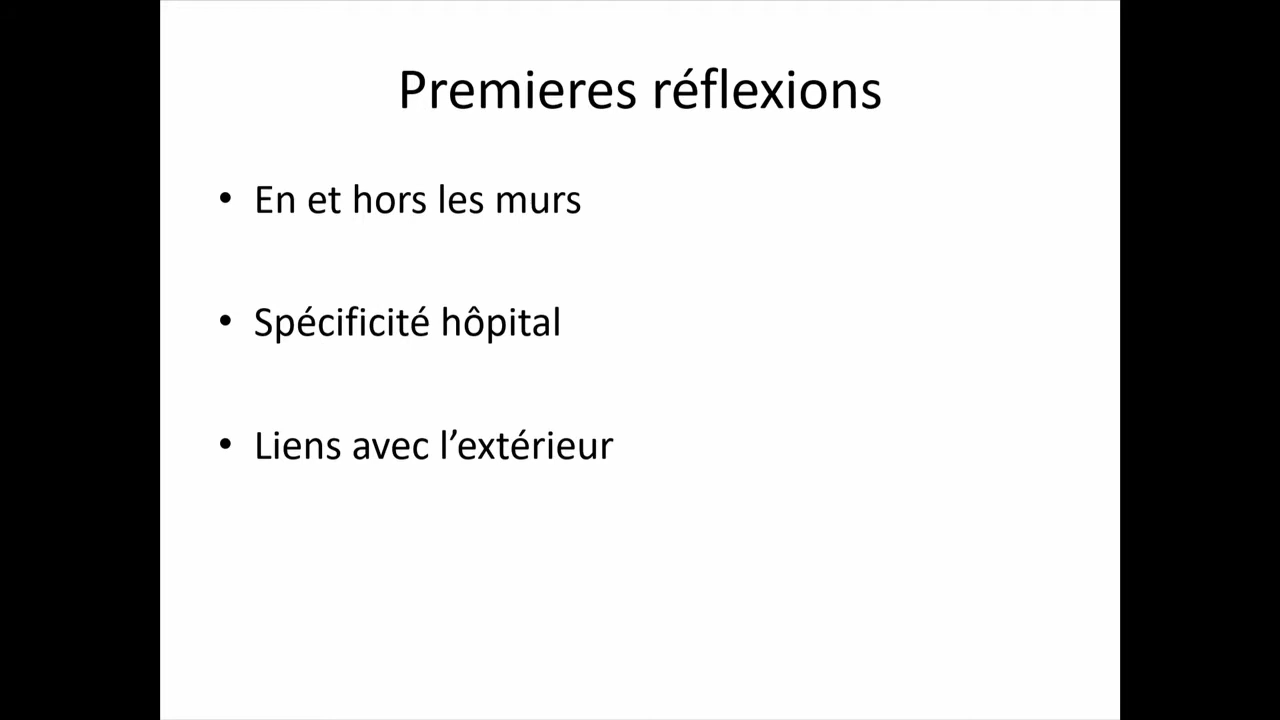 Premieres réflexions
• En et hors les murs
• Spécificité hôpital
• Liens avec l’extérieur